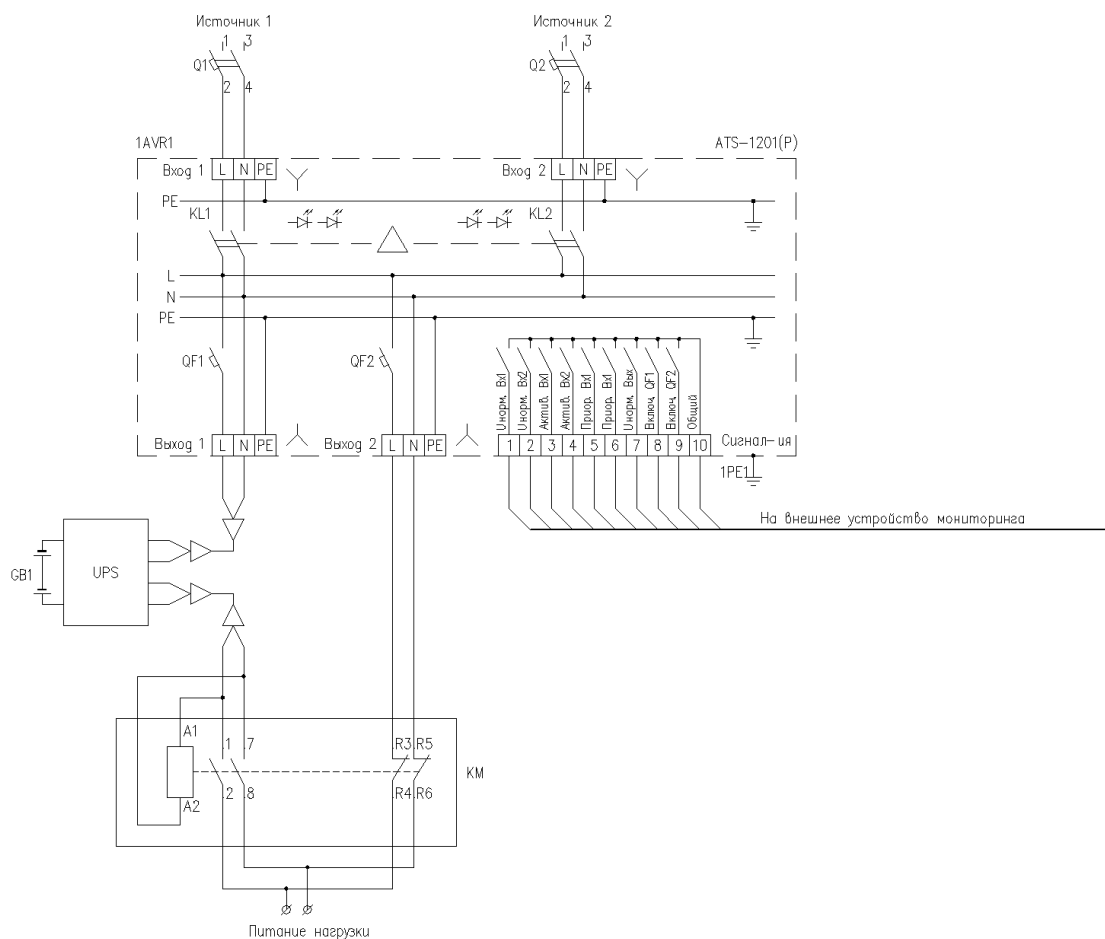 Источник 1
Источник 2
1 3
1 3
Q1
Q2
2 4
2 4
1AVR1
ATS-1201(P)
Вход 1 L N PE
Вход 2 L N PE
PE
KL1
KL2
L
N
PE
QF1
QF2
Uнорм. Вх1
Uнорм. Вх2
Актив. Вх1
Актив. Вх2
Приор. Вх1
Приор. Вх1
Uнорм. Вых
Включ. QF1
Включ. QF2
Общий
Выход 1 L N PE
Выход 2 L N PE
1 2 3 4 5 6 7 8 9 10
Сигнал-ия
1PE1
На внешнее устройство мониторинга
GB1
UPS
A1
.1 .7
.R3 .R5
KM
A2
.2 .8
.R4 .R6
Питание нагрузки